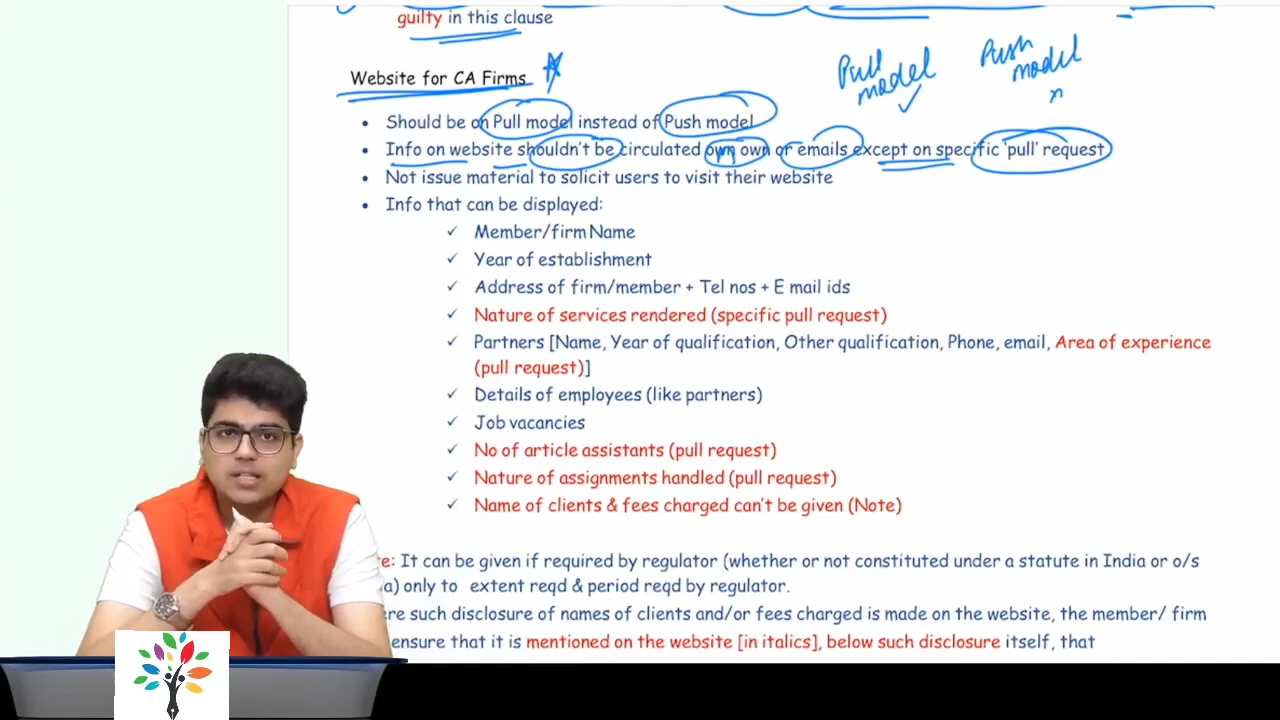 guilty in this clause
Website for CA Firms
Pull model
Push model
Should be on Pull model instead of Push model
Info on website shouldn't be circulated own own or emails except on specific 'pull' request
Not issue material to solicit users to visit their website
Info that can be displayed:
Member/firm Name
Year of establishment
Address of firm/member + Tel nos + E mail ids
Nature of services rendered (specific pull request)
Partners [Name, Year of qualification, Other qualification, Phone, email, Area of experience
(pull request)]
Details of employees (like partners)
Job vacancies
No of article assistants (pull request)
Nature of assignments handled (pull request)
Name of clients & fees charged can't be given (Note)
: It can be given if required by regulator (whether or not constituted under a statute in India or o/s
) only to extent reqd & period reqd by regulator.
such disclosure of names of clients and/or fees charged is made on the website, the member/ firm
ensure that it is mentioned on the website [in italics], below such disclosure itself, that